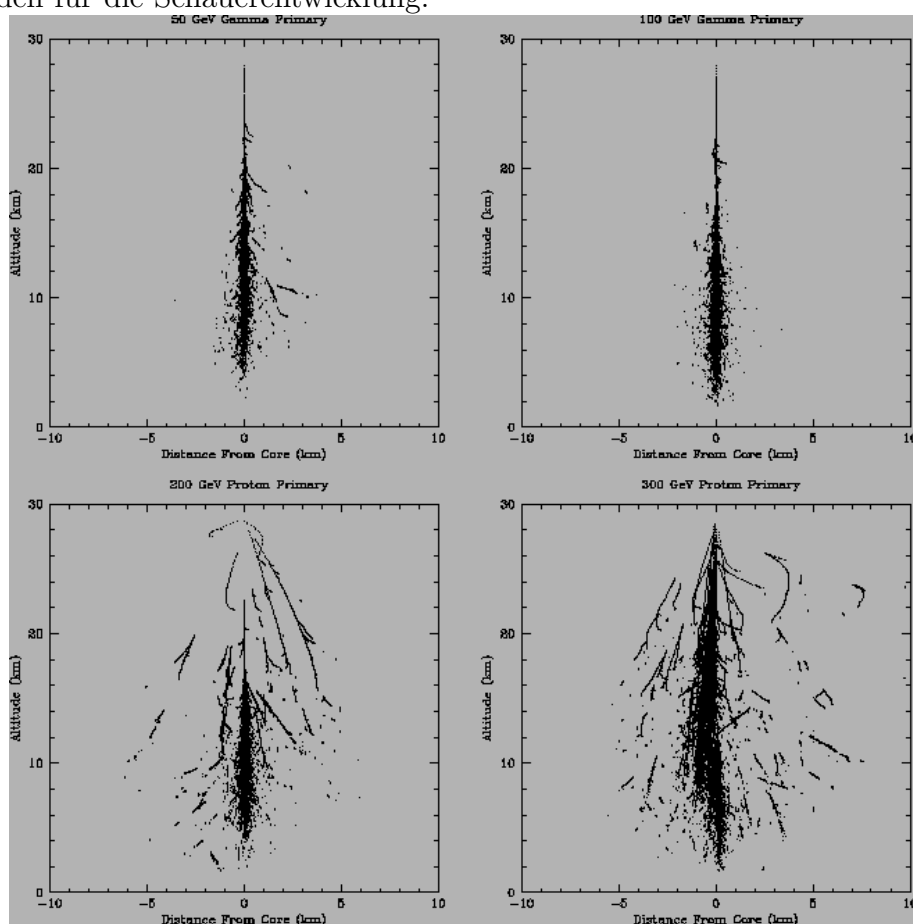 den für die Schauerentwicklung.
50 GeV Gamma Primary
30
20
10
0
Altitude (km)
-10 -5 0 5 10
Distance From Core (km)
100 GeV Gamma Primary
30
20
10
0
Altitude (km)
-10 -5 0 5 10
Distance From Core (km)
200 GeV Proton Primary
30
20
10
0
Altitude (km)
-10 -5 0 5 10
Distance From Core (km)
300 GeV Proton Primary
30
20
10
0
Altitude (km)
-10 -5 0 5 10
Distance From Core (km)